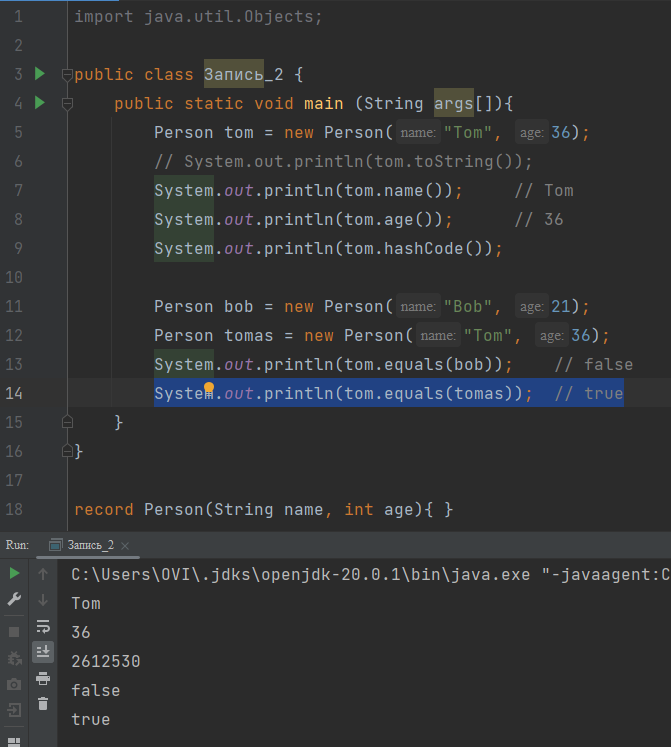 1 import java.util.Objects;
2
3 public class Запись_2 {
4 public static void main (String args[]){
5 Person tom = new Person( name: "Tom", age: 36);
6 // System.out.println(tom.toString());
7 System.out.println(tom.name()); // Tom
8 System.out.println(tom.age()); // 36
9 System.out.println(tom.hashCode());
10
11 Person bob = new Person( name: "Bob", age: 21);
12 Person tomas = new Person( name: "Tom", age: 36);
13 System.out.println(tom.equals(bob)); // false
14 System.out.println(tom.equals(tomas)); // true
15 }
16 }
17
18 record Person(String name, int age){ }
Run: Запись_2 ×
C:\Users\OVI\.jdks\openjdk-20.0.1\bin\java.exe "-javaagent:C
Tom
36
2612530
false
true